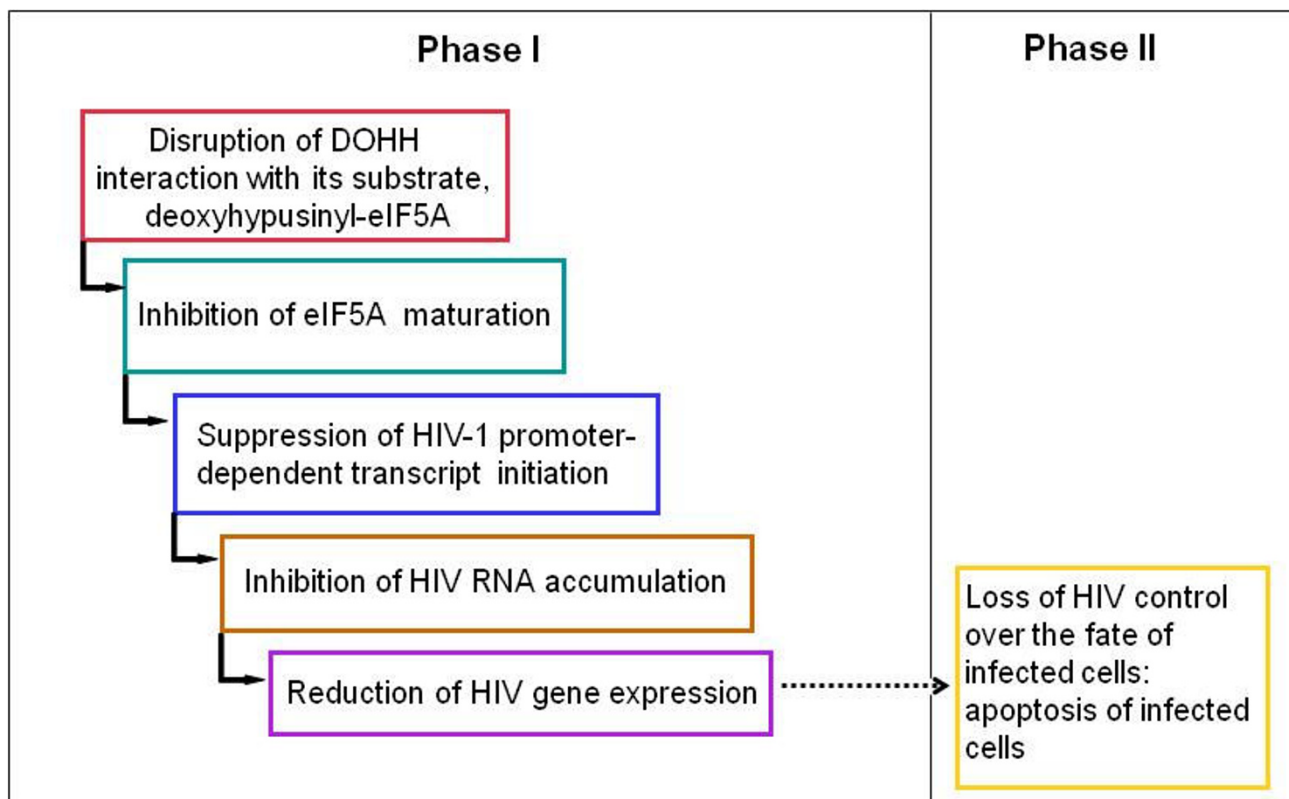 Phase I
Phase II
Disruption of DOHH
interaction with its substrate,
deoxyhypusinyl-eIF5A
Inhibition of eIF5A maturation
Suppression of HIV-1 promoter-
dependent transcript initiation
Inhibition of HIV RNA accumulation
Reduction of HIV gene expression
Loss of HIV control
over the fate of
infected cells:
apoptosis of infected
cells